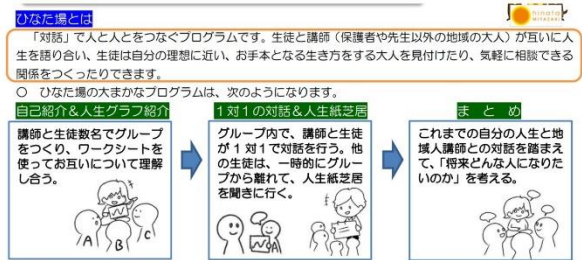 ひなた場とは
hinata
MIYAZAKI
「対話」で人と人とをつなぐプログラムです。生徒と講師（保護者や先生以外の地域の大人）が互いに人
生を語り合い、生徒は自分の理想に近い、お手本となる生き方をする大人を見付けたり、気軽に相談できる
関係をつくったりできます。
○ ひなた場の大まかなプログラムは、次のようになります。
自己紹介＆人生グラフ紹介
講師と生徒数名でグループ
をつくり、ワークシートを
使ってお互いについて理解
し合う。
A
B
C
１対１の対話＆人生紙芝居
グループ内で、講師と生徒
が１対１で対話を行う。他
の生徒は、一時的にグルー
プから離れて、人生紙芝居
を聞きに行く。
A
まとめ
これまでの自分の人生と地
域人講師との対話を踏まえ
て、「将来どんな人になりた
いのか」を考える。